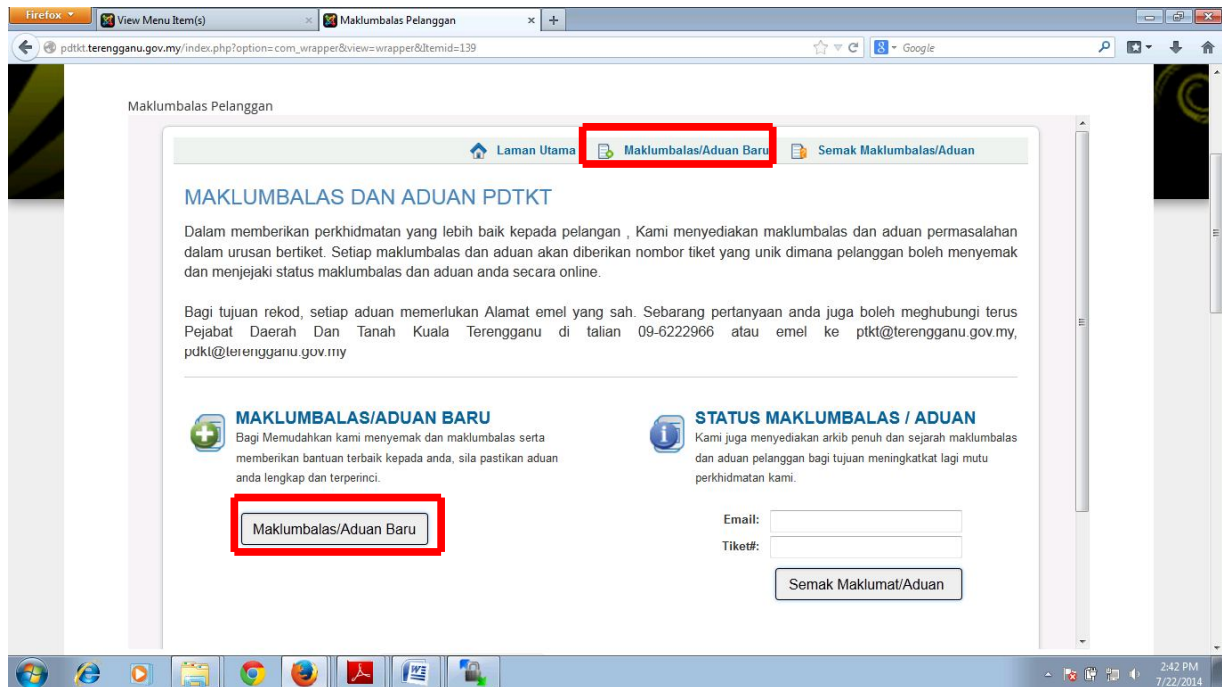 Firefox
View Menu Item(s)
Maklumbalas Pelanggan
pdtkt.terengganu.gov.my/index.php?option=com_wrapper&view=wrapper&Itemid=139
Google
Maklumbalas Pelanggan
Laman Utama
Maklumbalas/Aduan Baru
Semak Maklumbalas/Aduan
MAKLUMBALAS DAN ADUAN PDTKT
Dalam memberikan perkhidmatan yang lebih baik kepada pelangan , Kami menyediakan maklumbalas dan aduan permasalahan
dalam urusan bertiket. Setiap maklumbalas dan aduan akan diberikan nombor tiket yang unik dimana pelanggan boleh menyemak
dan menjejaki status maklumbalas dan aduan anda secara online.
Bagi tujuan rekod, setiap aduan memerlukan Alamat emel yang sah. Sebarang pertanyaan anda juga boleh meghubungi terus
Pejabat Daerah Dan Tanah Kuala Terengganu di talian 09-6222966 atau emel ke ptkt@terengganu.gov.my,
pdkt@terengganu.gov.my
MAKLUMBALAS/ADUAN BARU
Bagi Memudahkan kami menyemak dan maklumbalas serta
memberikan bantuan terbaik kepada anda, sila pastikan aduan
anda lengkap dan terperinci.
Maklumbalas/Aduan Baru
STATUS MAKLUMBALAS / ADUAN
Kami juga menyediakan arkib penuh dan sejarah maklumbalas
dan aduan pelanggan bagi tujuan meningkatkat lagi mutu
perkhidmatan kami.
Email:
Tiket#:
Semak Maklumat/Aduan
2:42 PM
7/22/2014